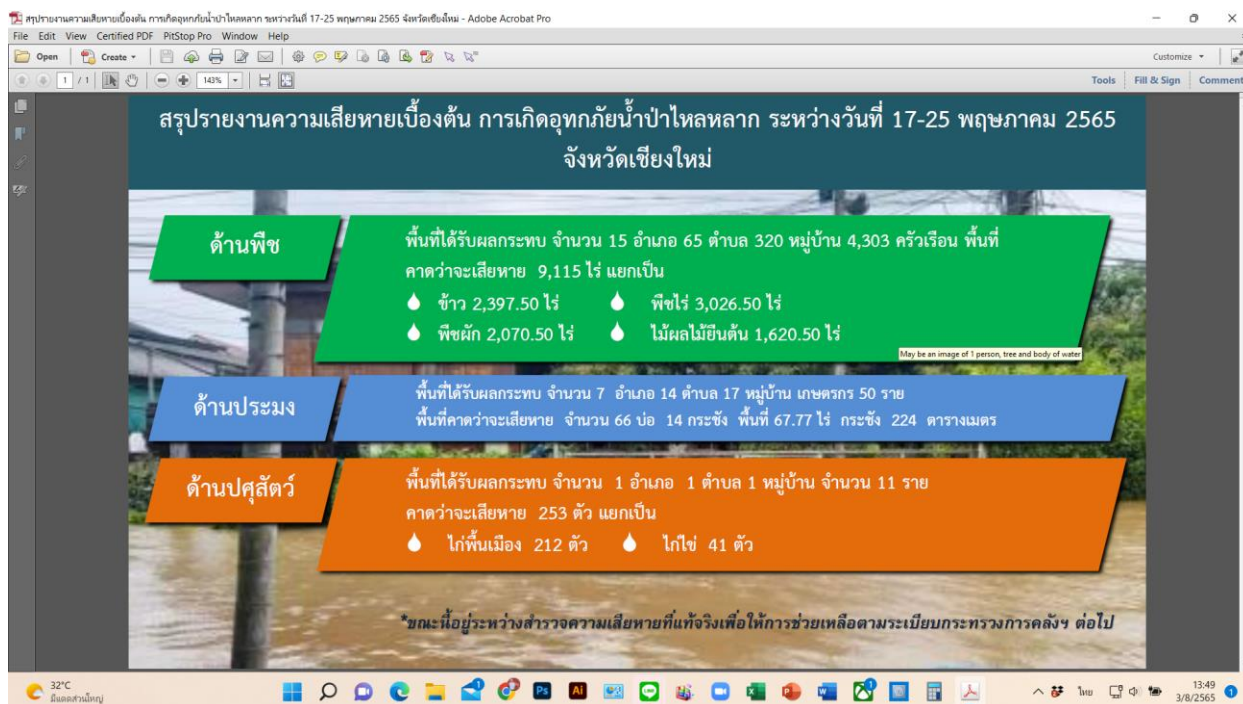 สรุปรายงานความเสียหายเบื้องต้น การเกิดอุทกภัยน้ำป่าไหลหลาก ระหว่างวันที่ 17-25 พฤษภาคม 2565 จังหวัดเชียงใหม่ - Adobe Acrobat Pro
File Edit View Certified PDF PitStop Pro Window Help
Open Create Customize
1 / 1 143% Tools Fill & Sign Comment
สรุปรายงานความเสียหายเบื้องต้น การเกิดอุทกภัยน้ำป่าไหลหลาก ระหว่างวันที่ 17-25 พฤษภาคม 2565
จังหวัดเชียงใหม่
ด้านพืช
พื้นที่ได้รับผลกระทบ จำนวน 15 อำเภอ 65 ตำบล 320 หมู่บ้าน 4,303 ครัวเรือน พื้นที่
คาดว่าจะเสียหาย 9,115 ไร่ แยกเป็น
ข้าว 2,397.50 ไร่ พืชไร่ 3,026.50 ไร่
พืชผัก 2,070.50 ไร่ ไม้ผลไม้ยืนต้น 1,620.50 ไร่
May be an image of 1 person, tree and body of water
ด้านประมง
พื้นที่ได้รับผลกระทบ จำนวน 7 อำเภอ 14 ตำบล 17 หมู่บ้าน เกษตรกร 50 ราย
พื้นที่คาดว่าจะเสียหาย จำนวน 66 บ่อ 14 กระชัง พื้นที่ 67.77 ไร่ กระชัง 224 ตารางเมตร
ด้านปศุสัตว์
พื้นที่ได้รับผลกระทบ จำนวน 1 อำเภอ 1 ตำบล 1 หมู่บ้าน จำนวน 11 ราย
คาดว่าจะเสียหาย 253 ตัว แยกเป็น
ไก่พื้นเมือง 212 ตัว ไก่ไข่ 41 ตัว
*ขณะนี้อยู่ระหว่างสำรวจความเสียหายที่แท้จริงเพื่อให้การช่วยเหลือตามระเบียบกระทรวงการคลังฯ ต่อไป
32°C
มีแดดส่วนใหญ่
Ps Ai
ไทย
13:49
3/8/2565
1